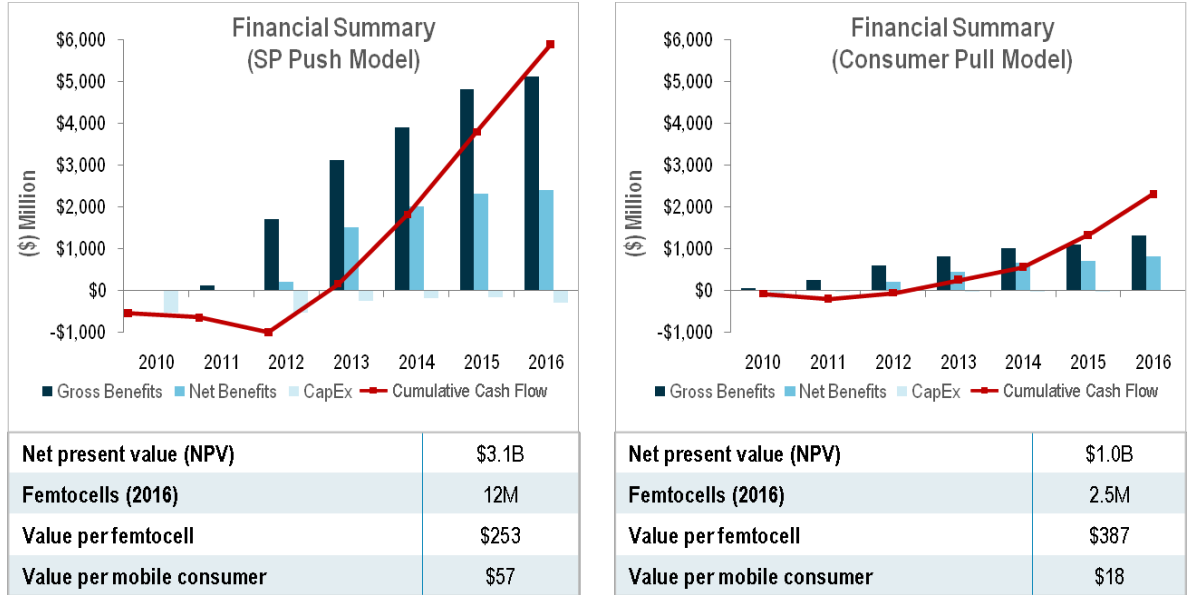 Financial Summary
(SP Push Model)
$6,000
$5,000
$4,000
$3,000
$2,000
$1,000
$0
-$1,000
($) Million
2010 2011 2012 2013 2014 2015 2016
Gross Benefits Net Benefits CapEx Cumulative Cash Flow
Net present value (NPV) $3.1B
Femtocells (2016) 12M
Value per femtocell $253
Value per mobile consumer $57
Financial Summary
(Consumer Pull Model)
$6,000
$5,000
$4,000
$3,000
$2,000
$1,000
$0
-$1,000
($) Million
2010 2011 2012 2013 2014 2015 2016
Gross Benefits Net Benefits CapEx Cumulative Cash Flow
Net present value (NPV) $1.0B
Femtocells (2016) 2.5M
Value per femtocell $387
Value per mobile consumer $18